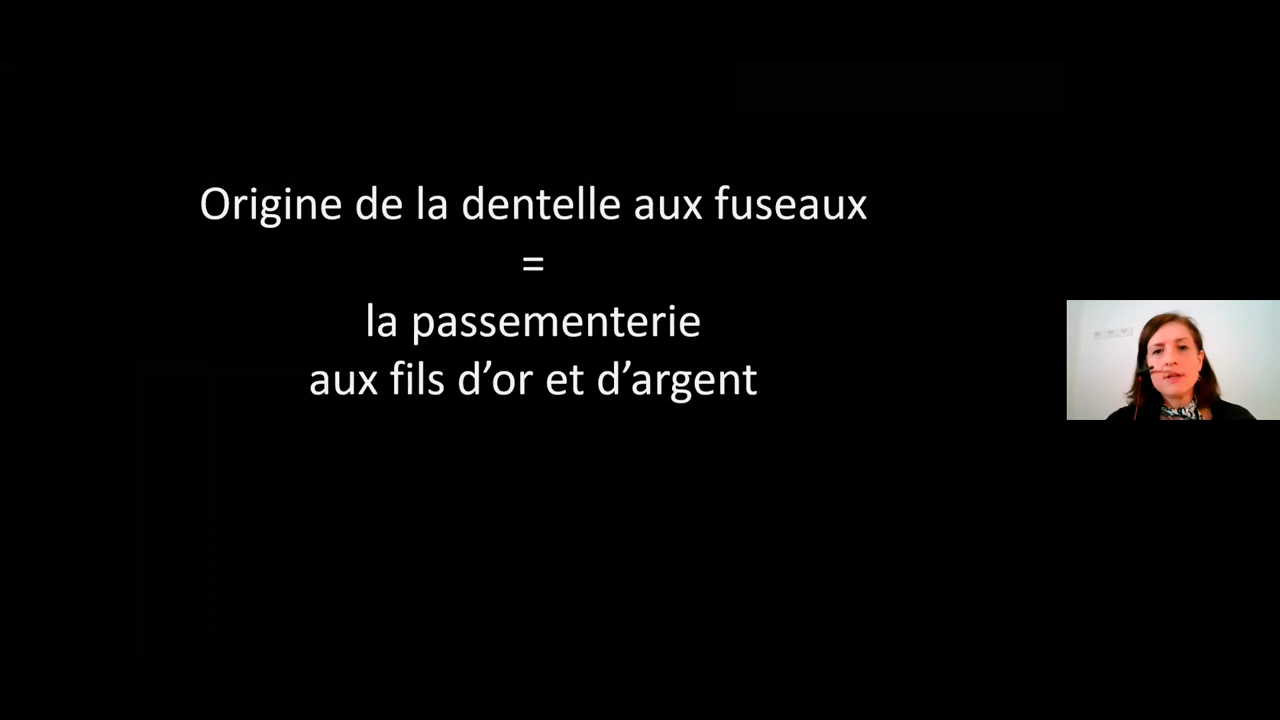 Origine de la dentelle aux fuseaux
=
la passementerie
aux fils d’or et d’argent